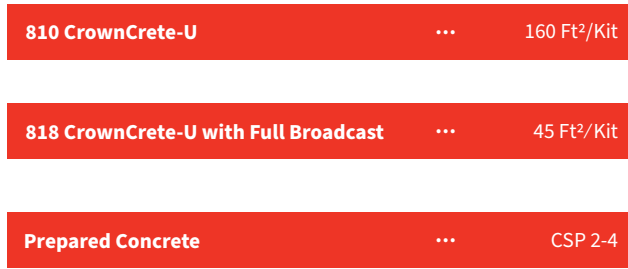 810 CrownCrete-U ... 160 Ft²/Kit
818 CrownCrete-U with Full Broadcast ... 45 Ft²/Kit
Prepared Concrete ... CSP 2-4